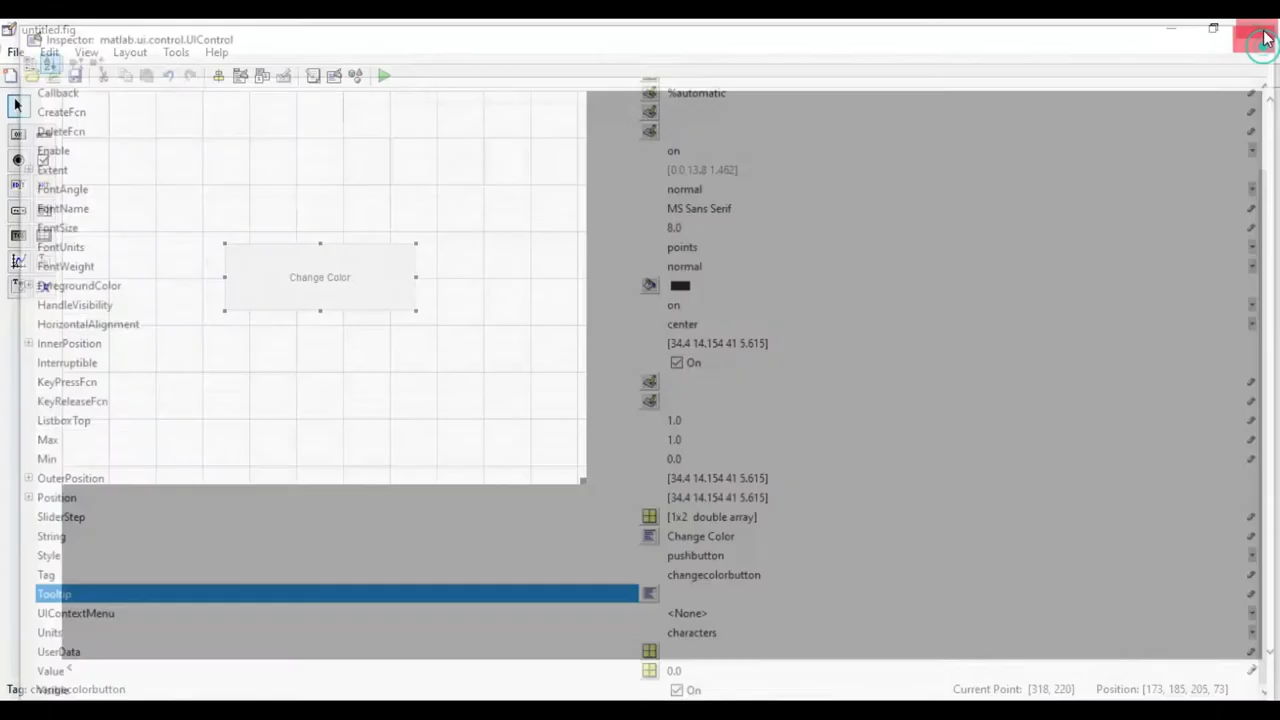 untitled.fig
Inspector: matlab.ui.control.UIControl
File Edit View Layout Tools Help
Callback %automatic
CreateFcn
DeleteFcn
Enable on
Extent [0 0 13.8 1.462]
FontAngle normal
FontName MS Sans Serif
FontSize 8.0
FontUnits points
FontWeight normal
ForegroundColor
HandleVisibility on
HorizontalAlignment center
InnerPosition [34.4 14.154 41 5.615]
Interruptible On
KeyPressFcn
KeyReleaseFcn
ListboxTop 1.0
Max 1.0
Min 0.0
OuterPosition [34.4 14.154 41 5.615]
Position [34.4 14.154 41 5.615]
SliderStep [1x2 double array]
String Change Color
Style pushbutton
Tag changecolorbutton
Tooltip
UIContextMenu <None>
Units characters
UserData
Value 0.0
Visible On
Change Color
Tag: changecolorbutton
Current Point: [318, 220] Position: [173, 185, 205, 73]